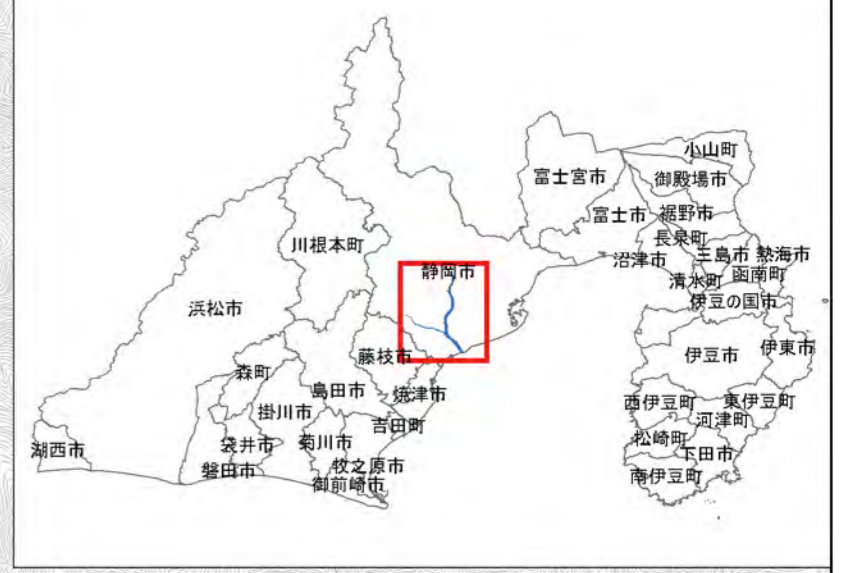 小山町
富士宮市
御殿場市
富士市
裾野市
長泉町
川根本町
三島市
熱海市
沼津市
静岡市
清水町
函南町
伊豆の国市
浜松市
伊東市
藤枝市
伊豆市
森町
島田市
焼津市
西伊豆町
東伊豆町
掛川市
河津町
吉田町
松崎町
湖西市
袋井市
菊川市
下田市
磐田市
牧之原市
南伊豆町
御前崎市